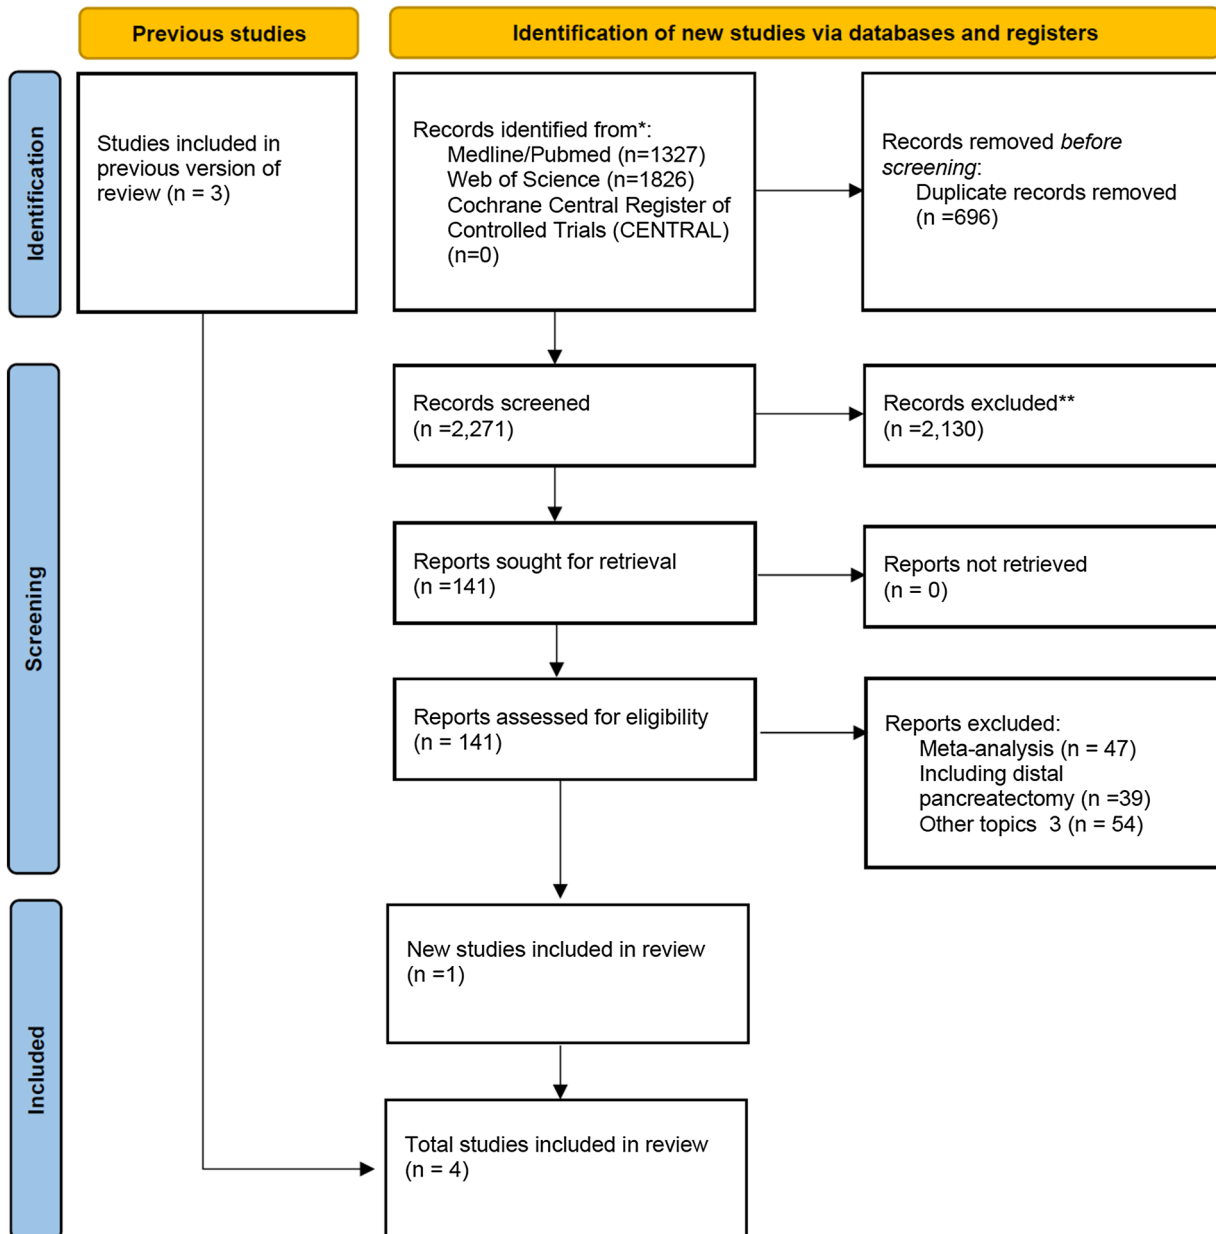 Previous studies
Identification of new studies via databases and registers
Identification
Studies included in
previous version of
review (n = 3)
Records identified from*:
Medline/Pubmed (n=1327)
Web of Science (n=1826)
Cochrane Central Register of
Controlled Trials (CENTRAL)
(n=0)
Records removed before
screening:
Duplicate records removed
(n =696)
Screening
Records screened
(n =2,271)
Records excluded**
(n =2,130)
Reports sought for retrieval
(n =141)
Reports not retrieved
(n = 0)
Reports assessed for eligibility
(n = 141)
Reports excluded:
Meta-analysis (n = 47)
Including distal
pancreatectomy (n =39)
Other topics  3 (n = 54)
Included
New studies included in review
(n =1)
Total studies included in review
(n = 4)